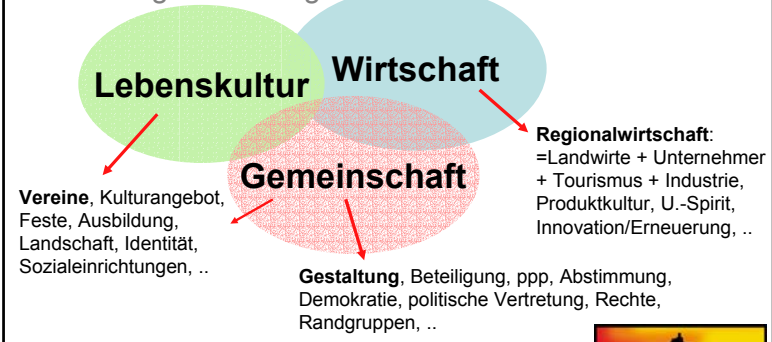 Lebenskultur
Wirtschaft
Gemeinschaft
Regionalwirtschaft:
=Landwirte + Unternehmer
+ Tourismus + Industrie,
Produktkultur, U.-Spirit,
Innovation/Erneuerung, ..
Vereine, Kulturangebot,
Feste, Ausbildung,
Landschaft, Identität,
Sozialeinrichtungen, ..
Gestaltung, Beteiligung, ppp, Abstimmung,
Demokratie, politische Vertretung, Rechte,
Randgruppen, ..